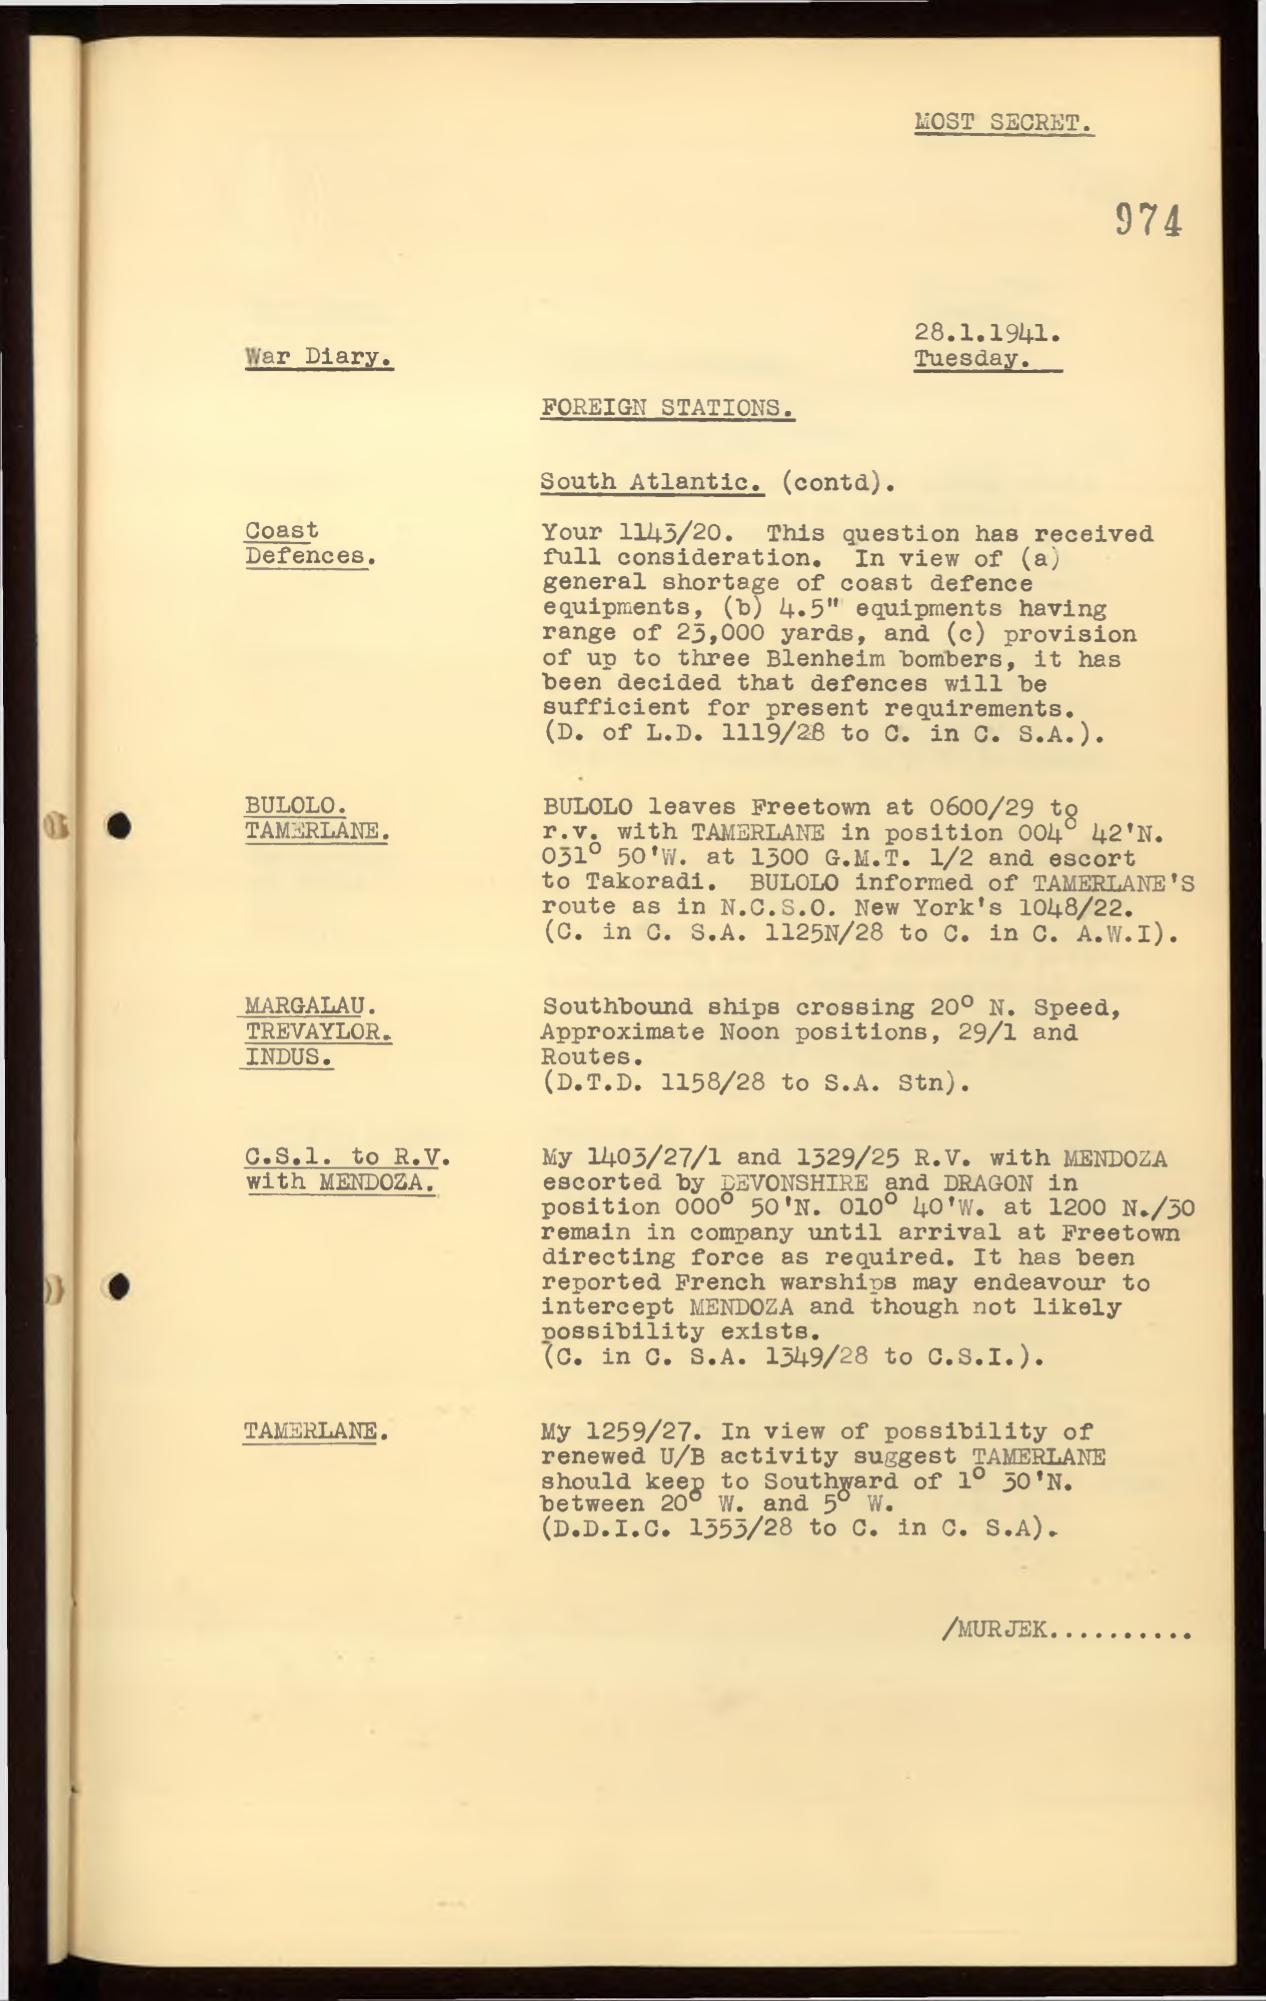 MOST SECRET.
974
28.1.1941.
War Diary.
Tuesday.
FOREIGN STATIONS.
South Atlantic. (contd).
Coast
Defences.
Your 1143/20. This question has received
full consideration. In view of (a)
general shortage of coast defence
equipments, (b) 4.5" equipments having
range of 23,000 yards, and (c) provision
of up to three Blenheim bombers, it has
been decided that defences will be
sufficient for present requirements.
(D. of L.D. 1119/28 to C. in C. S.A.).
BULOLO.
TAMERLANE.
BULOLO leaves Freetown at 0600/29 to
r.v. with TAMERLANE in position 004° 42'N.
031° 50'W. at 1300 G.M.T. 1/2 and escort
to Takoradi. BULOLO informed of TAMERLANE'S
route as in N.C.S.O. New York's 1048/22.
(C. in C. S.A. 1125N/28 to C. in C. A.W.I).
MARGALAU.
TREVAYLOR.
INDUS.
Southbound ships crossing 20° N. Speed,
Approximate Noon positions, 29/1 and
Routes.
(D.T.D. 1158/28 to S.A. Stn).
C.S.1. to R.V.
with MENDOZA.
My 1403/27/1 and 1329/25 R.V. with MENDOZA
escorted by DEVONSHIRE and DRAGON in
position 000° 50'N. 010° 40'W. at 1200 N./30
remain in company until arrival at Freetown
directing force as required. It has been
reported French warships may endeavour to
intercept MENDOZA and though not likely
possibility exists.
(C. in C. S.A. 1349/28 to C.S.I.).
TAMERLANE.
My 1259/27. In view of possibility of
renewed U/B activity suggest TAMERLANE
should keep to Southward of 1° 30'N.
between 20° W. and 5° W.
(D.D.I.C. 1353/28 to C. in C. S.A).
/MURJEK..........